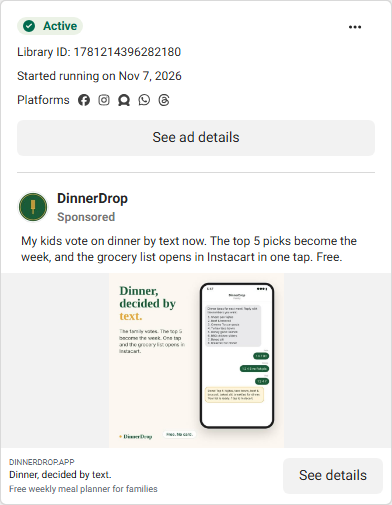 Active
Library ID: 1781214396282180
Started running on Nov 7, 2026
Platforms
See ad details
DinnerDrop
Sponsored
My kids vote on dinner by text now. The top 5 picks become the
week, and the grocery list opens in Instacart in one tap. Free.
Dinner,
decided by
text.
The family votes. The top 5
become the week. One tap
and the grocery list opens in
Instacart.
DinnerDrop
DinnerDrop
Free. No card.
DINNERDROP.APP
Dinner, decided by text.
Free weekly meal planner for families
See details